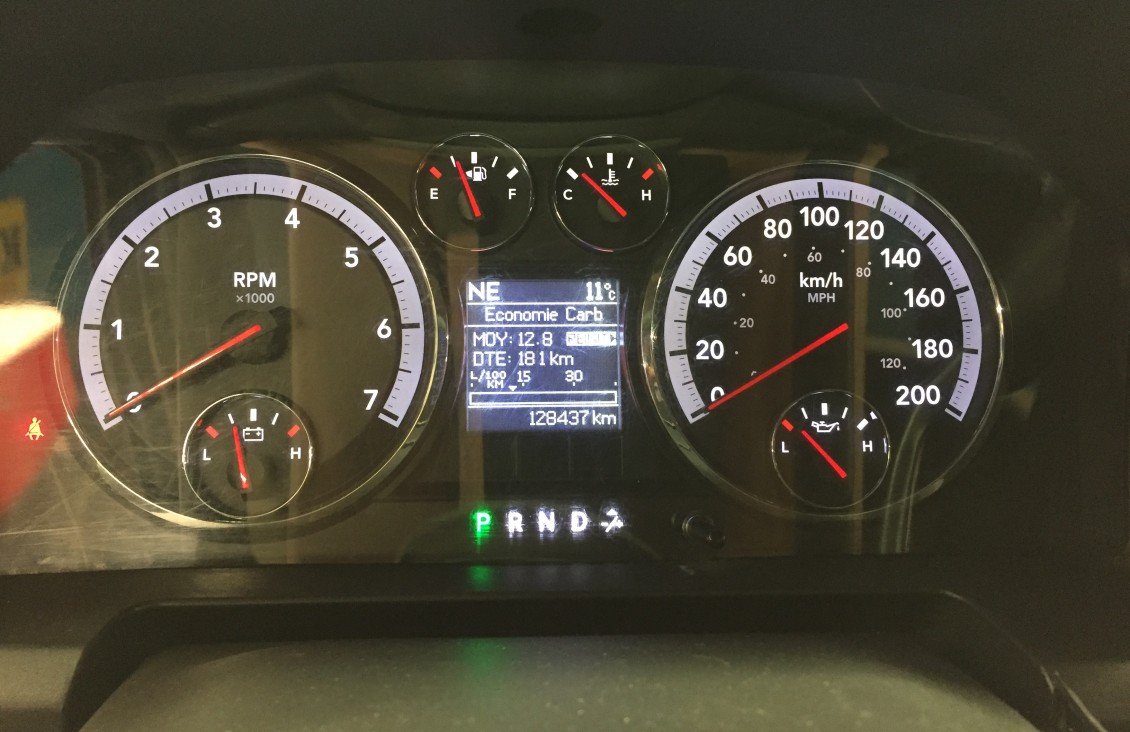 E F
C H
1 2 3 4 5 6 7
RPM
×1000
L H
NE 11°C
Economie Carb
MOY: 12.8
DTE: 181 km
L/100 KM 15 30
128437 km
0 20 40 60 80 100 120 140 160 180 200
20 40 60 80 100 120
km/h
MPH
L H
P R N D